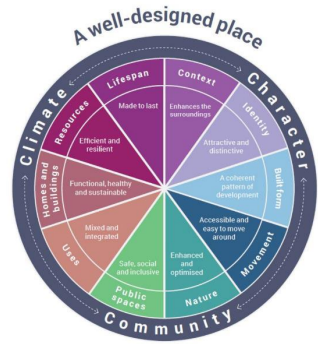 A well-designed place
Climate
Character
Community
Context
Enhances the
surroundings
Identity
Attractive and
distinctive
Built form
A coherent
pattern of
development
Movement
Accessible and
easy to move
around
Nature
Enhanced
and
optimised
Public
spaces
Safe, social
and inclusive
Uses
Mixed and
integrated
Homes and
buildings
Functional, healthy
and sustainable
Resources
Efficient and
resilient
Lifespan
Made to last